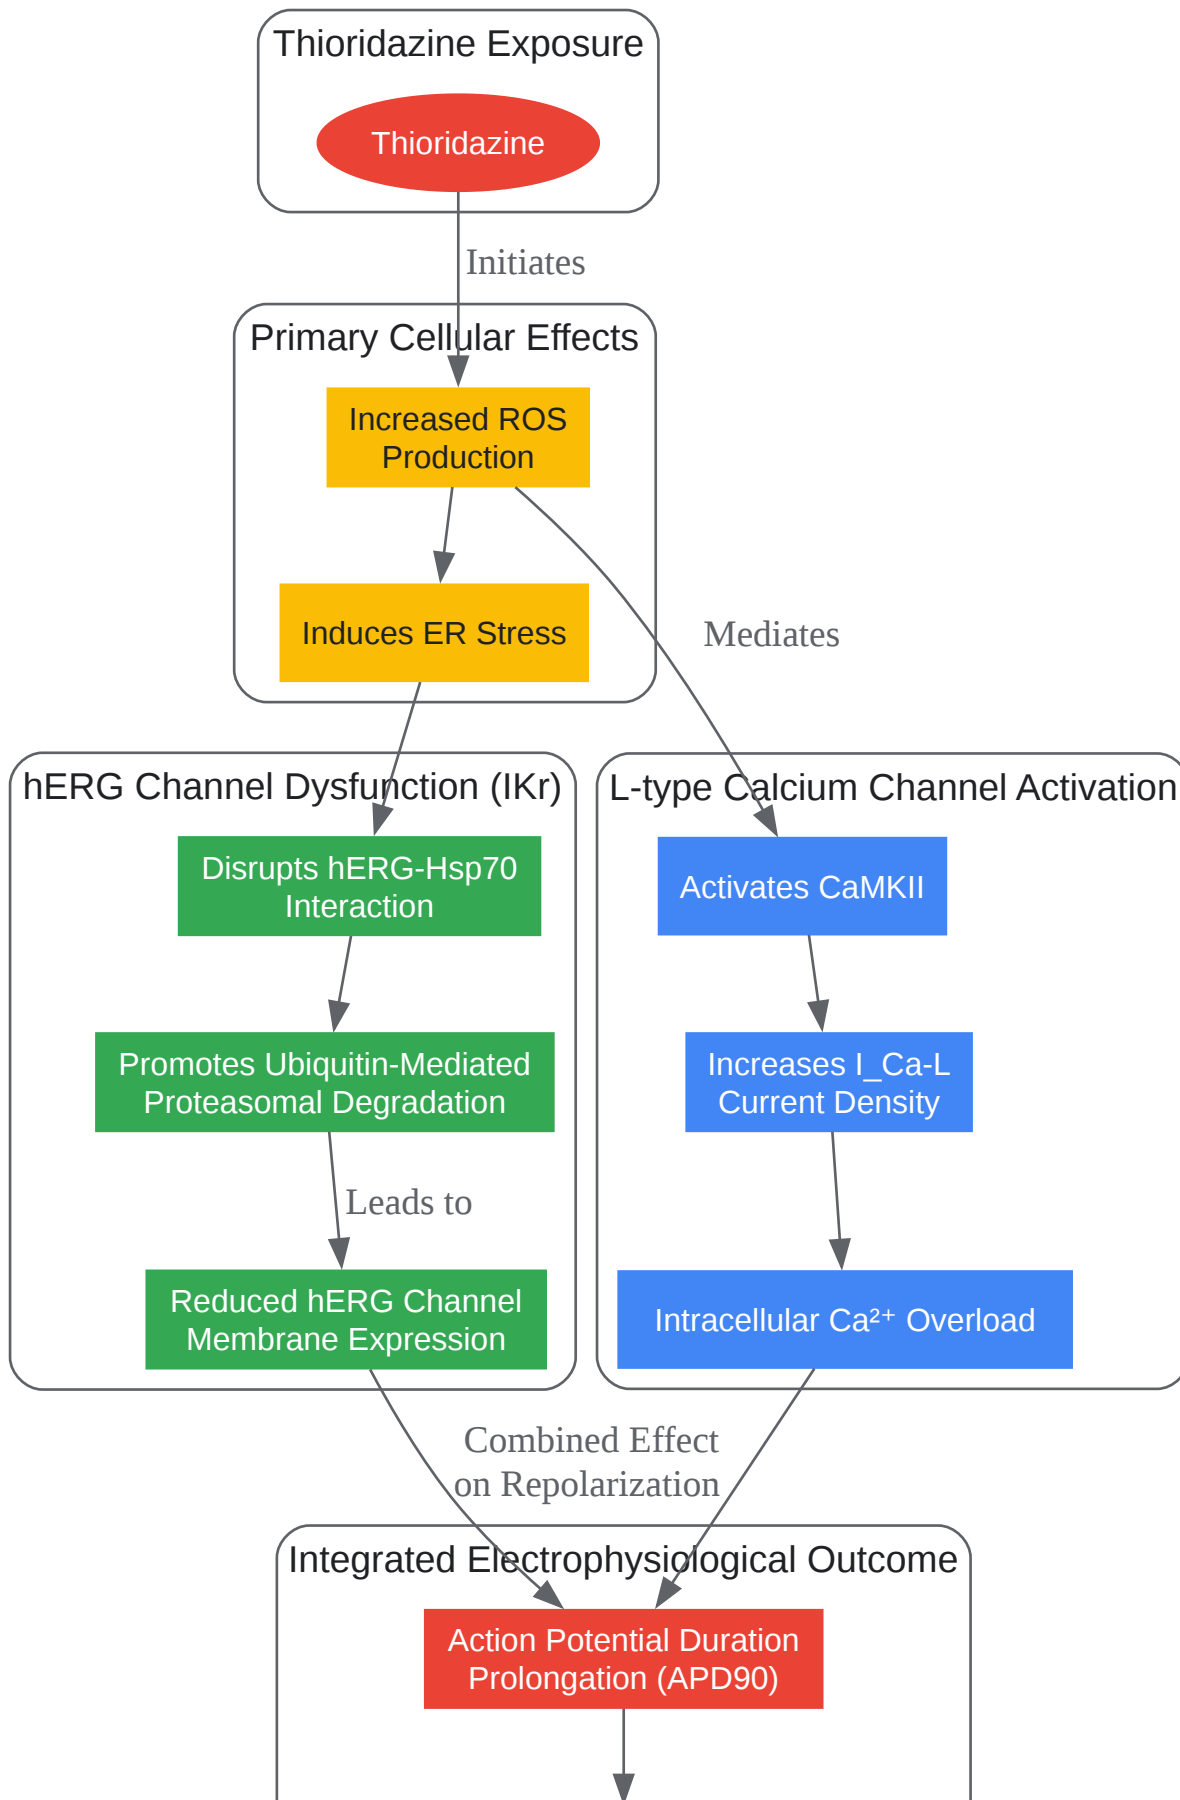 Thioridazine Exposure
Thioridazine
Initiates
Primary Cellular Effects
Increased ROS
Production
Induces ER Stress
Mediates
hERG Channel Dysfunction (IKr)
L-type Calcium Channel Activation
Disrupts hERG-Hsp70
Interaction
Activates CaMKII
Promotes Ubiquitin-Mediated
Proteasomal Degradation
Increases I_Ca-L
Current Density
Leads to
Reduced hERG Channel
Membrane Expression
Intracellular Ca²⁺ Overload
Combined Effect
on Repolarization
Integrated Electrophysiological Outcome
Action Potential Duration
Prolongation (APD90)